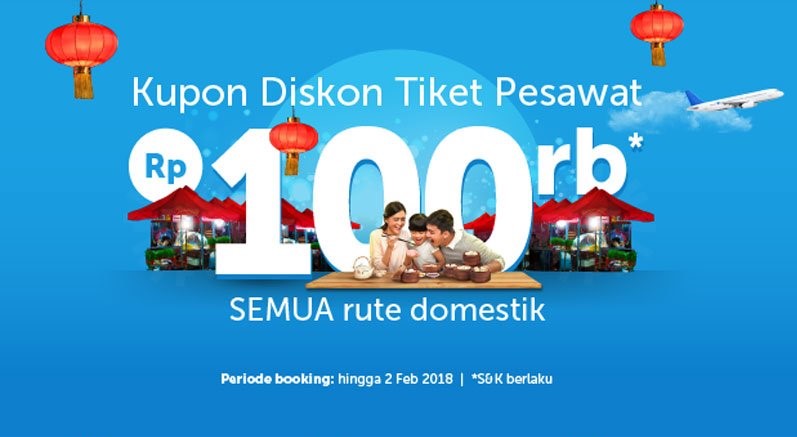 Kupon Diskon Tiket Pesawat
Rp 100rb*
SEMUA rute domestik
Periode booking: hingga 2 Feb 2018 | *S&K berlaku